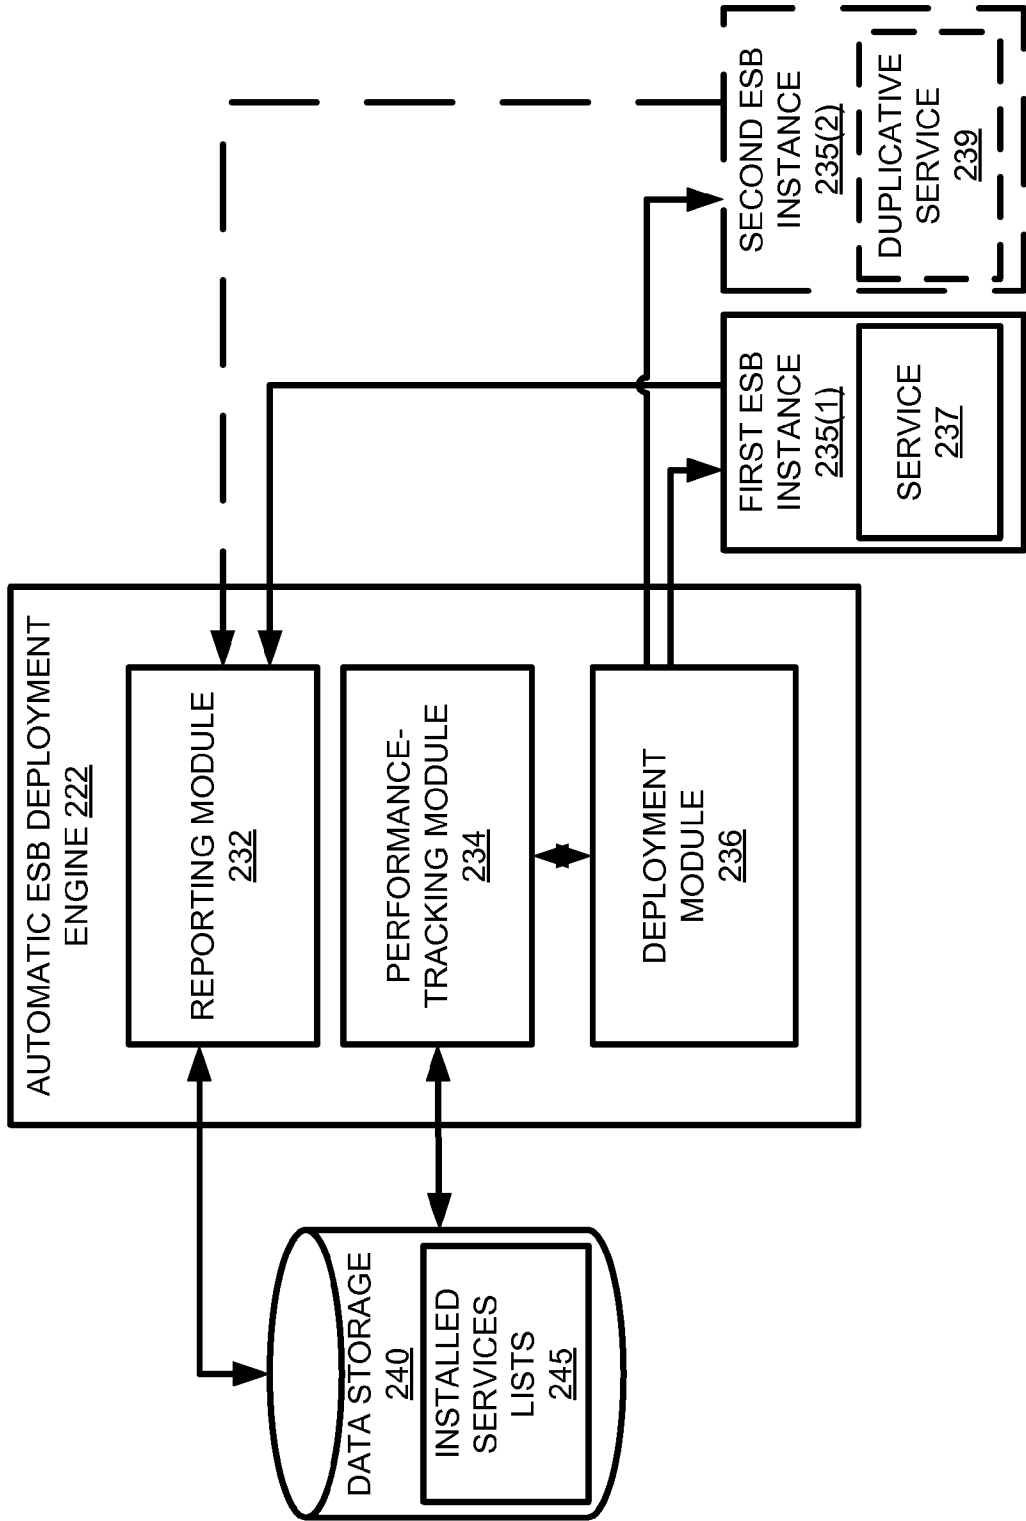 AUTOMATIC ESB DEPLOYMENT
ENGINE 222
REPORTING MODULE
232
PERFORMANCE-
TRACKING MODULE
234
DEPLOYMENT
MODULE
236
DATA STORAGE
240
INSTALLED
SERVICES
LISTS
245
FIRST ESB
INSTANCE
235(1)
SERVICE
237
SECOND ESB
INSTANCE
235(2)
DUPLICATIVE
SERVICE
239